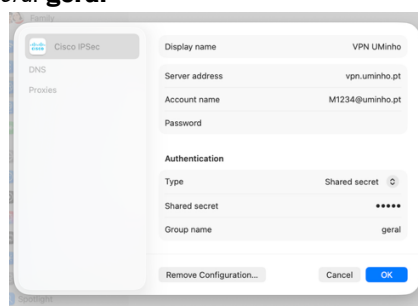 geral
Family
Cisco IPSec
DNS
Proxies
Display name VPN UMinho
Server address vpn.uminho.pt
Account name M1234@uminho.pt
Password
Authentication
Type Shared secret
Shared secret •••••
Group name geral
Remove Configuration... Cancel OK
Spotlight